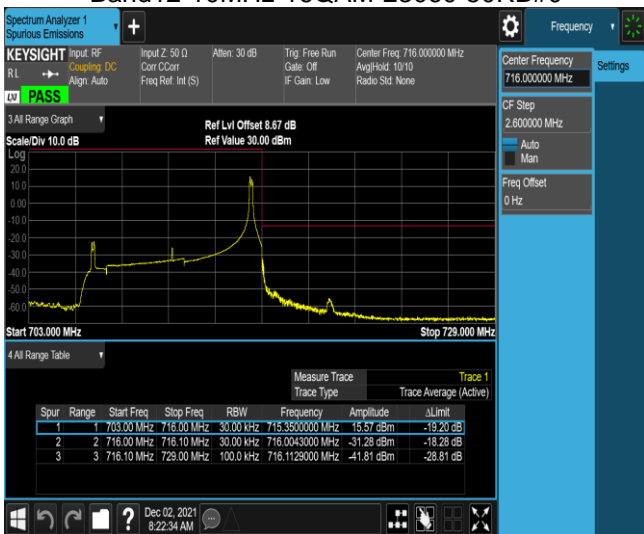 Spectrum Analyzer 1
Spurious Emissions
Frequency
KEYSIGHT Input: RF Input Z: 50 Ω Atten: 30 dB Trig: Free Run Center Freq: 716.000000 MHz
RL Coupling: DC Corr CCorr Gate: Off Avg|Hold: 10/10
Align: Auto Freq Ref: Int (S) IF Gain: Low Radio Std: None
LXI PASS
Center Frequency
716.000000 MHz
Settings
CF Step
2.600000 MHz
Auto
Man
Freq Offset
0 Hz
3 All Range Graph
Ref Lvl Offset 8.67 dB
Scale/Div 10.0 dB Ref Value 30.00 dBm
Log
20.0
10.0
0.00
-10.0
-20.0
-30.0
-40.0
-50.0
-60.0
Start 703.000 MHz Stop 729.000 MHz
4 All Range Table
Measure Trace Trace 1
Trace Type Trace Average (Active)
Spur Range Start Freq Stop Freq RBW Frequency Amplitude ΔLimit
1 1 703.00 MHz 716.00 MHz 30.00 kHz 715.3500000 MHz 15.57 dBm -19.20 dB
2 2 716.00 MHz 716.10 MHz 30.00 kHz 716.0043000 MHz -31.28 dBm -18.28 dB
3 3 716.10 MHz 729.00 MHz 100.0 kHz 716.1129000 MHz -41.81 dBm -28.81 dB
Dec 02, 2021
8:22:34 AM